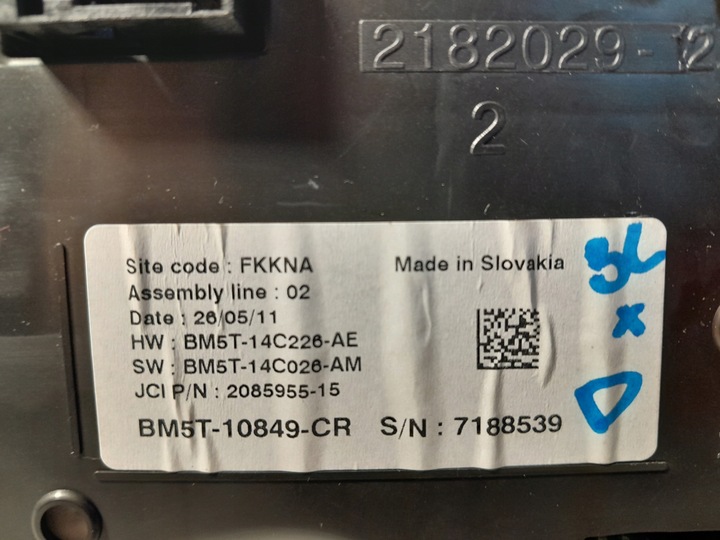 2182029-12
2
Site code : FKKNA
Made in Slovakia
Assembly line : 02
Date : 26/05/11
HW : BM5T-14C226-AE
SW : BM5T-14C026-AM
JCI P/N : 2085955-15
BM5T-10849-CR S/N : 7188539